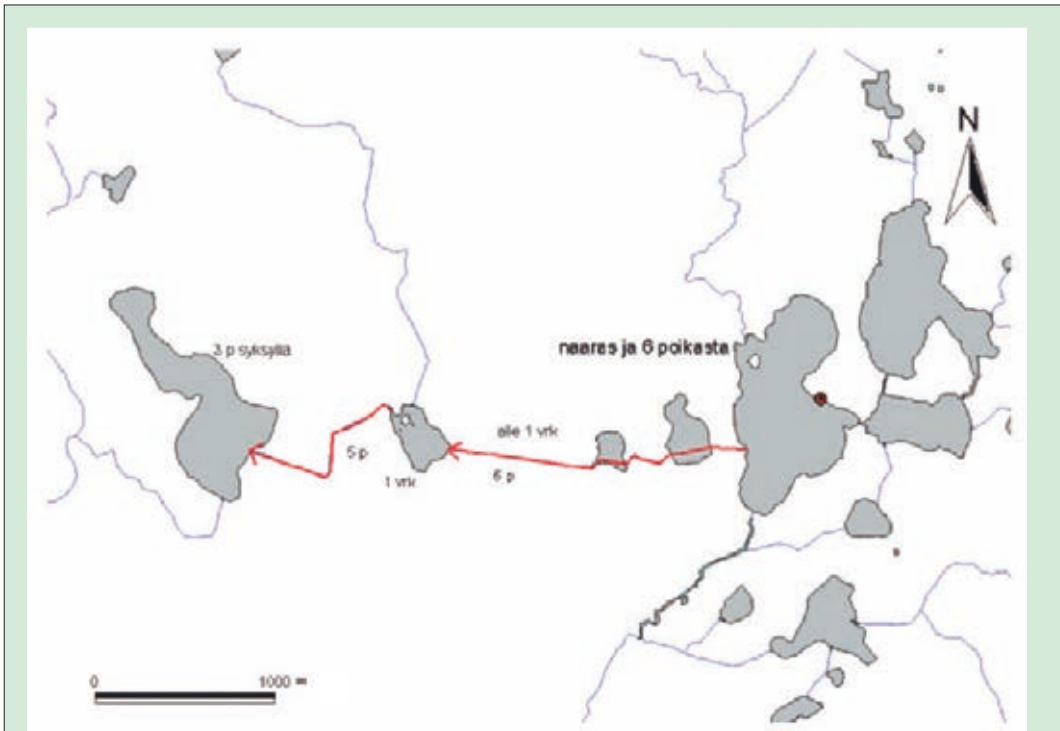 N
3 p syksyllä
naaras ja 6 poikasta
alle 1 vrk
5 p
6 p
1 vrk
0 1000 m